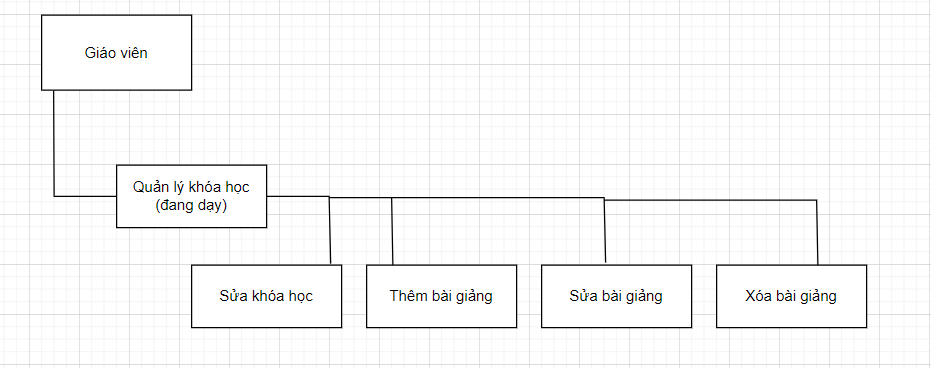 Giáo viên
Quản lý khóa học
(đang dạy)
Sửa khóa học
Thêm bài giảng
Sửa bài giảng
Xóa bài giảng